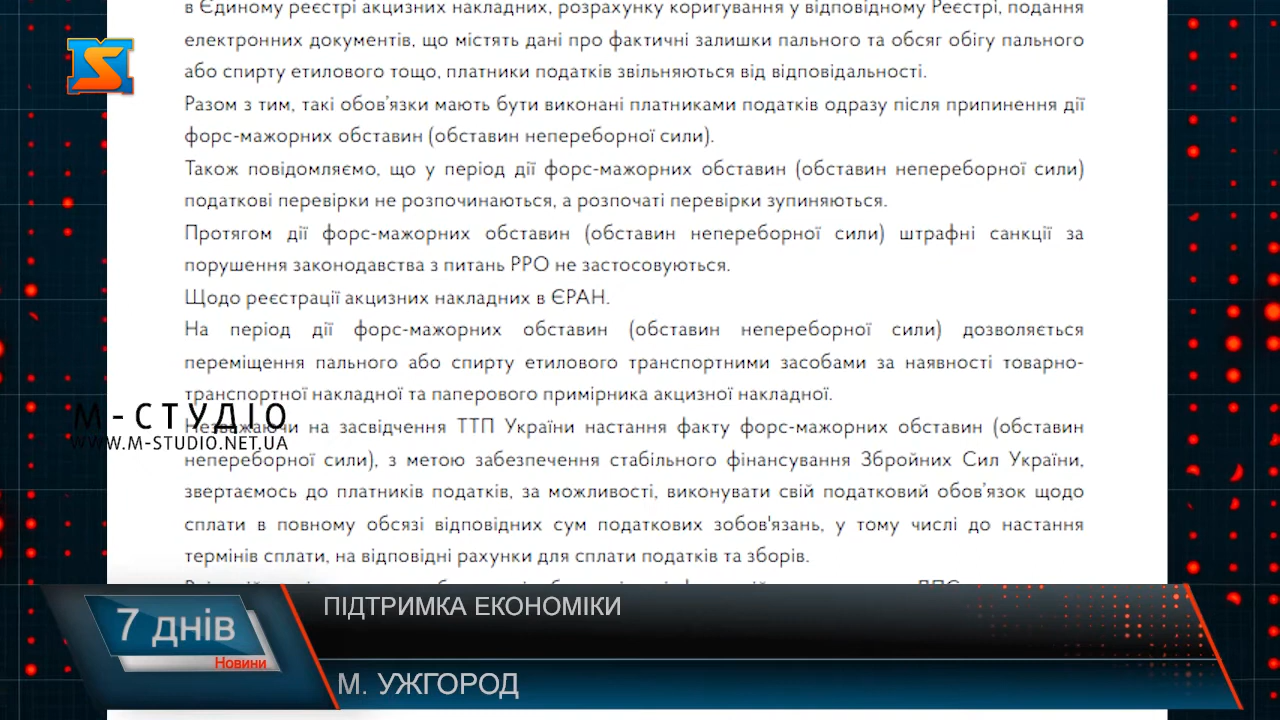 в Єдиному реєстрі акцизних накладних, розрахунку коригування у відповідному Реєстрі, подання
електронних документів, що містять дані про фактичні залишки пального та обсяг обігу пального
або спирту етилового тощо, платники податків звільняються від відповідальності.
Разом з тим, такі обов’язки мають бути виконані платниками податків одразу після припинення дії
форс-мажорних обставин (обставин непереборної сили).
Також повідомляємо, що у період дії форс-мажорних обставин (обставин непереборної сили)
податкові перевірки не розпочинаються, а розпочаті перевірки зупиняються.
Протягом дії форс-мажорних обставин (обставин непереборної сили) штрафні санкції за
порушення законодавства з питань РРО не застосовуються.
Щодо реєстрації акцизних накладних в ЄРАН.
На період дії форс-мажорних обставин (обставин непереборної сили) дозволяється
переміщення пального або спирту етилового транспортними засобами за наявності товарно-
транспортної накладної та паперового примірника акцизної накладної.
М-СТУДІО
Незважаючи на засвідчення ТТП України настання факту форс-мажорних обставин (обставин
WWW.M-STUDIO.NET.UA
непереборної сили), з метою забезпечення стабільного фінансування Збройних Сил України,
звертаємось до платників податків, за можливості, виконувати свій податковий обов’язок щодо
сплати в повному обсязі відповідних сум податкових зобов'язань, у тому числі до настання
термінів сплати, на відповідні рахунки для сплати податків та зборів.
7 днів
Новини
ПІДТРИМКА ЕКОНОМІКИ
М. УЖГОРОД